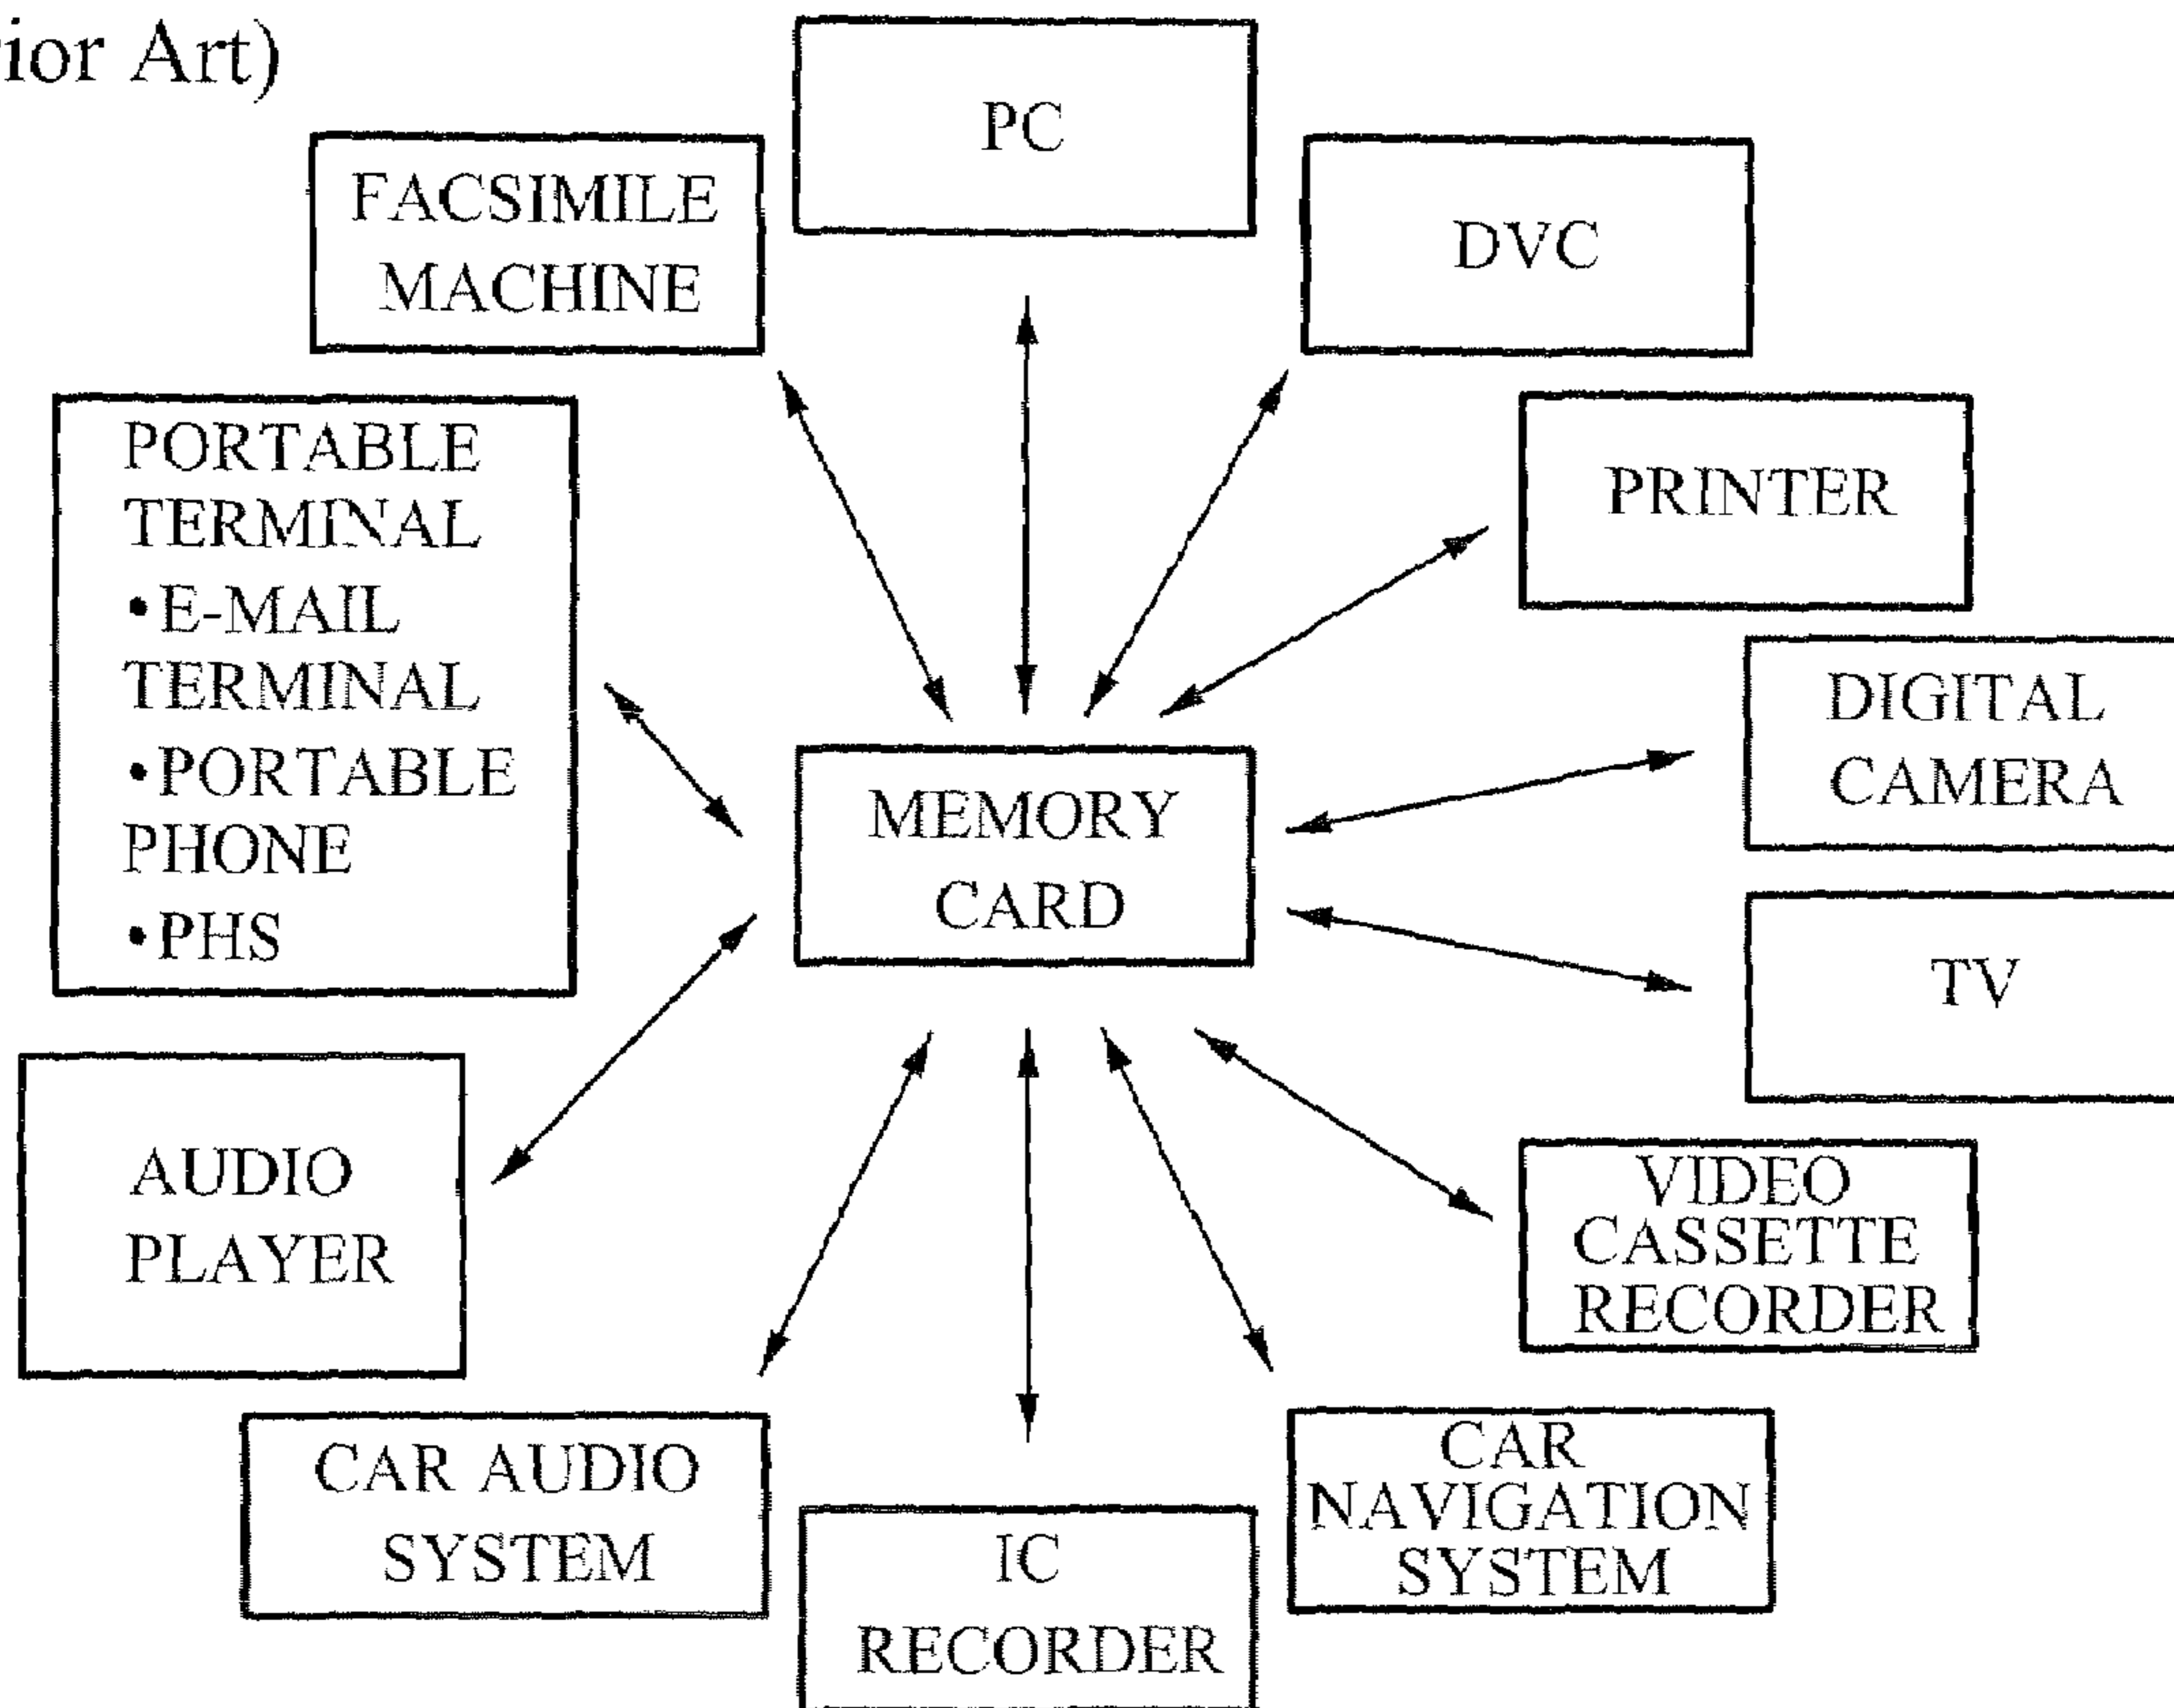 ior Art)
PC
FACSIMILE
MACHINE
DVC
PORTABLE
TERMINAL
•E-MAIL
TERMINAL
•PORTABLE
PHONE
•PHS
PRINTER
DIGITAL
CAMERA
MEMORY
CARD
TV
AUDIO
PLAYER
VIDEO
CASSETTE
RECORDER
CAR AUDIO
SYSTEM
IC
RECORDER
CAR
NAVIGATION
SYSTEM